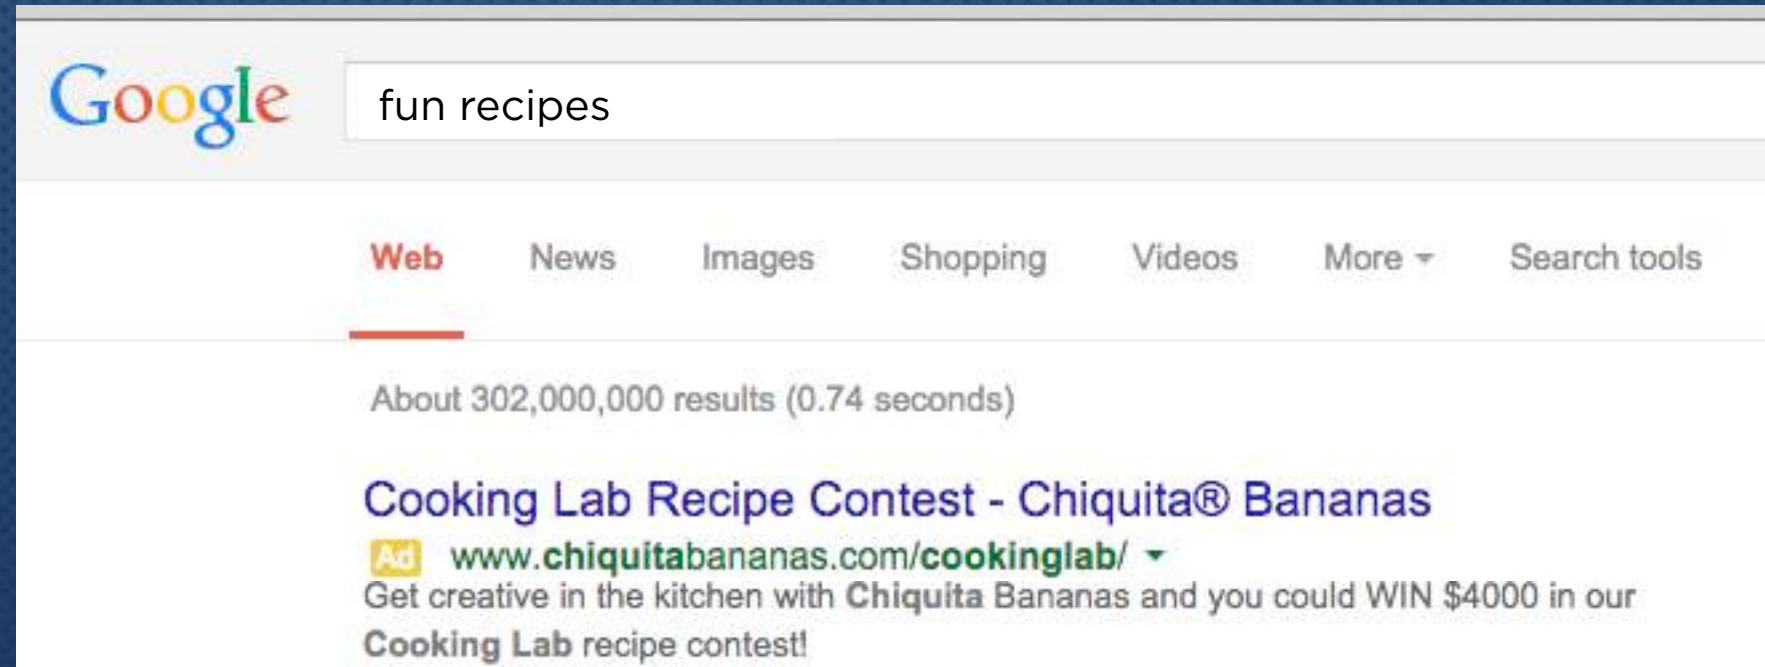 Google fun recipes
Web News Images Shopping Videos More Search tools
About 302,000,000 results (0.74 seconds)
Cooking Lab Recipe Contest - Chiquita® Bananas
Ad www.chiquitabananas.com/cookinglab/
Get creative in the kitchen with Chiquita Bananas and you could WIN $4000 in our
Cooking Lab recipe contest!